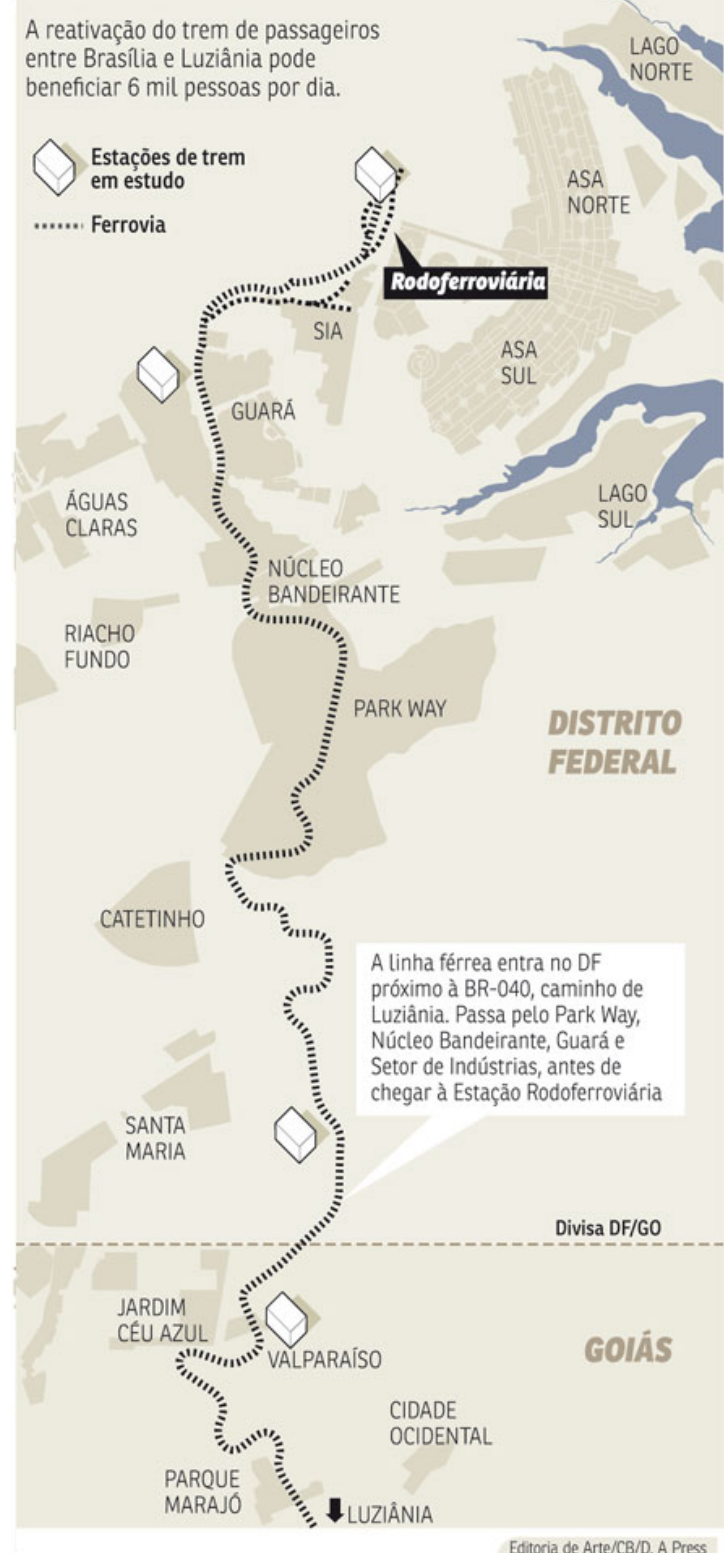 A reativação do trem de passageiros
entre Brasília e Luziânia pode
beneficiar 6 mil pessoas por dia.
Estações de trem
em estudo
Ferrovia
LAGO
NORTE
ASA
NORTE
Rodoferroviária
SIA
ASA
SUL
GUARÁ
ÁGUAS
CLARAS
LAGO
SUL
NÚCLEO
BANDEIRANTE
RIACHO
FUNDO
PARK WAY
DISTRITO
FEDERAL
CATETINHO
A linha férrea entra no DF
próximo à BR-040, caminho de
Luziânia. Passa pelo Park Way,
Núcleo Bandeirante, Guará e
Setor de Indústrias, antes de
chegar à Estação Rodoferroviária
SANTA
MARIA
Divisa DF/GO
JARDIM
CÉU AZUL
VALPARAÍSO
GOIÁS
CIDADE
OCIDENTAL
PARQUE
MARAJÓ
LUZIÂNIA
Editoria de Arte/CB/D. A Press